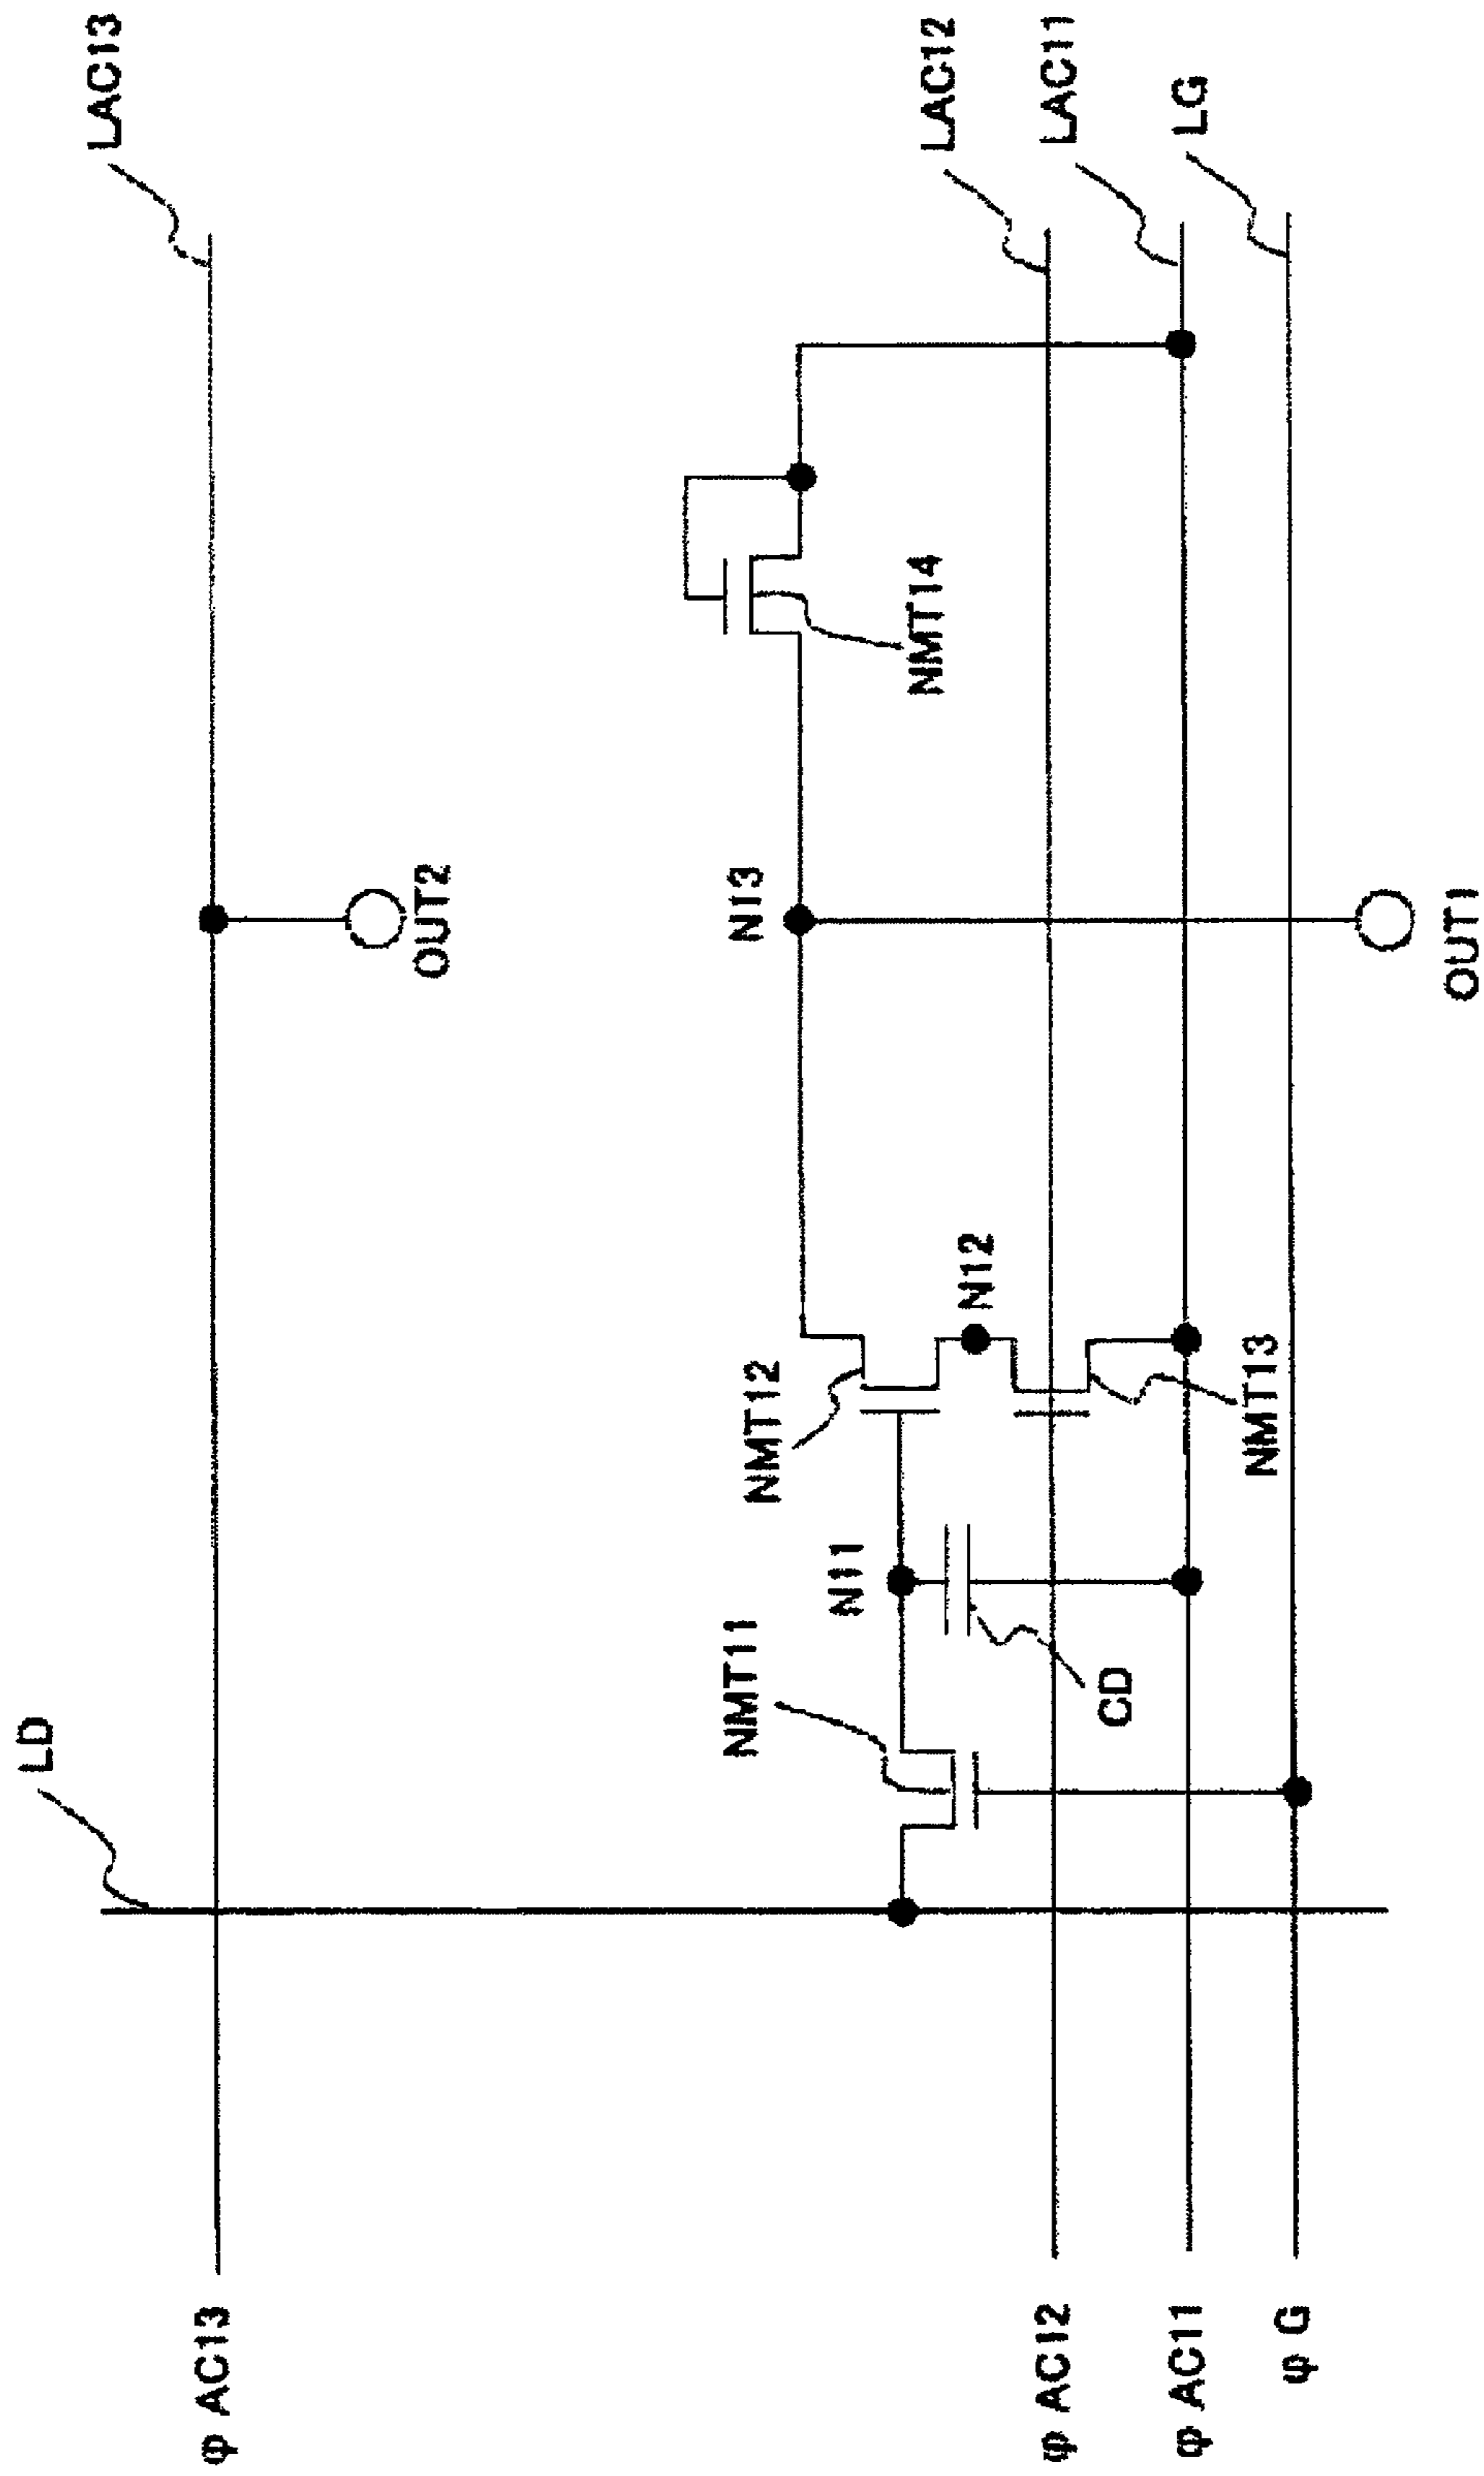 LAC13
LAC12
LAC11
LG
NMT14
N13
OUT2
OUT1
N12
NMT12
NMT13
N11
NMT11
CD
LD
φ AC13
φ AC12
φ AC11
φ G